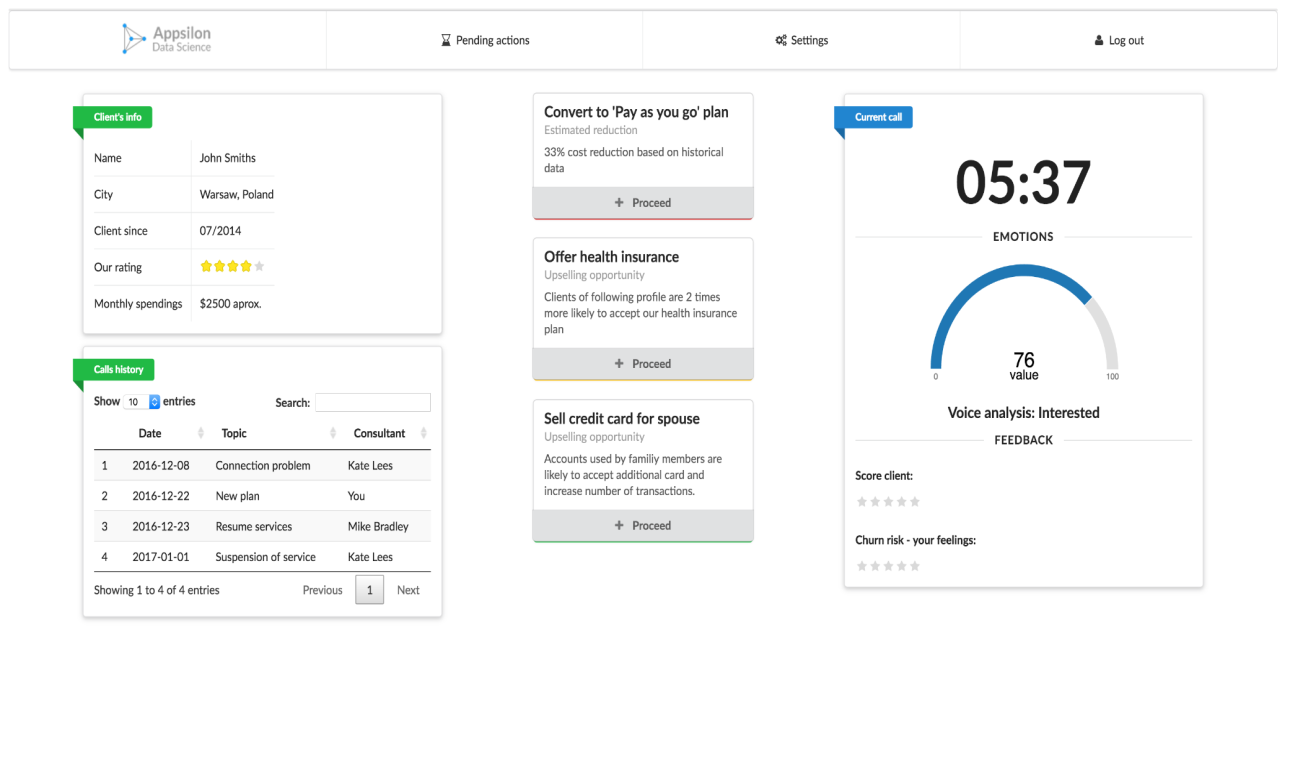 Appsilon
Data Science
Pending actions
Settings
Log out
Client's info
Name John Smiths
City Warsaw, Poland
Client since 07/2014
Our rating
Monthly spendings $2500 aprox.
Calls history
Show 10 entries Search:
Date Topic Consultant
1 2016-12-08 Connection problem Kate Lees
2 2016-12-22 New plan You
3 2016-12-23 Resume services Mike Bradley
4 2017-01-01 Suspension of service Kate Lees
Showing 1 to 4 of 4 entries Previous 1 Next
Convert to 'Pay as you go' plan
Estimated reduction
33% cost reduction based on historical
data
+ Proceed
Offer health insurance
Upselling opportunity
Clients of following profile are 2 times
more likely to accept our health insurance
plan
+ Proceed
Sell credit card for spouse
Upselling opportunity
Accounts used by familiy members are
likely to accept additional card and
increase number of transactions.
+ Proceed
Current call
05:37
EMOTIONS
76
value
0 100
Voice analysis: Interested
FEEDBACK
Score client:
Churn risk - your feelings: